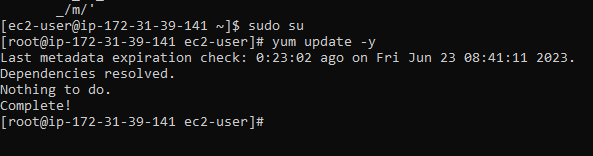 _/m/'
[ec2-user@ip-172-31-39-141 ~]$ sudo su
[root@ip-172-31-39-141 ec2-user]# yum update -y
Last metadata expiration check: 0:23:02 ago on Fri Jun 23 08:41:11 2023.
Dependencies resolved.
Nothing to do.
Complete!
[root@ip-172-31-39-141 ec2-user]#